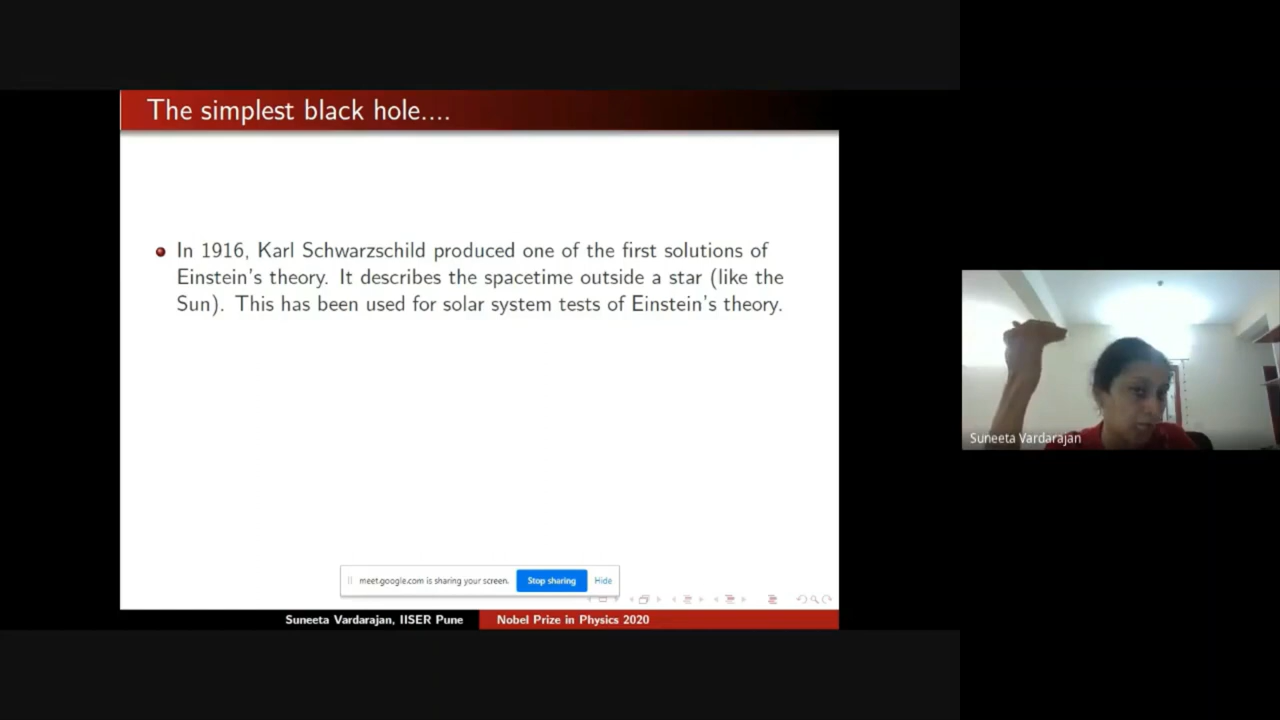 The simplest black hole....
In 1916, Karl Schwarzschild produced one of the first solutions of
Einstein's theory. It describes the spacetime outside a star (like the
Sun). This has been used for solar system tests of Einstein's theory.
Suneeta Vardarajan
meet.google.com is sharing your screen.
Stop sharing
Hide
Suneeta Vardarajan, IISER Pune
Nobel Prize in Physics 2020